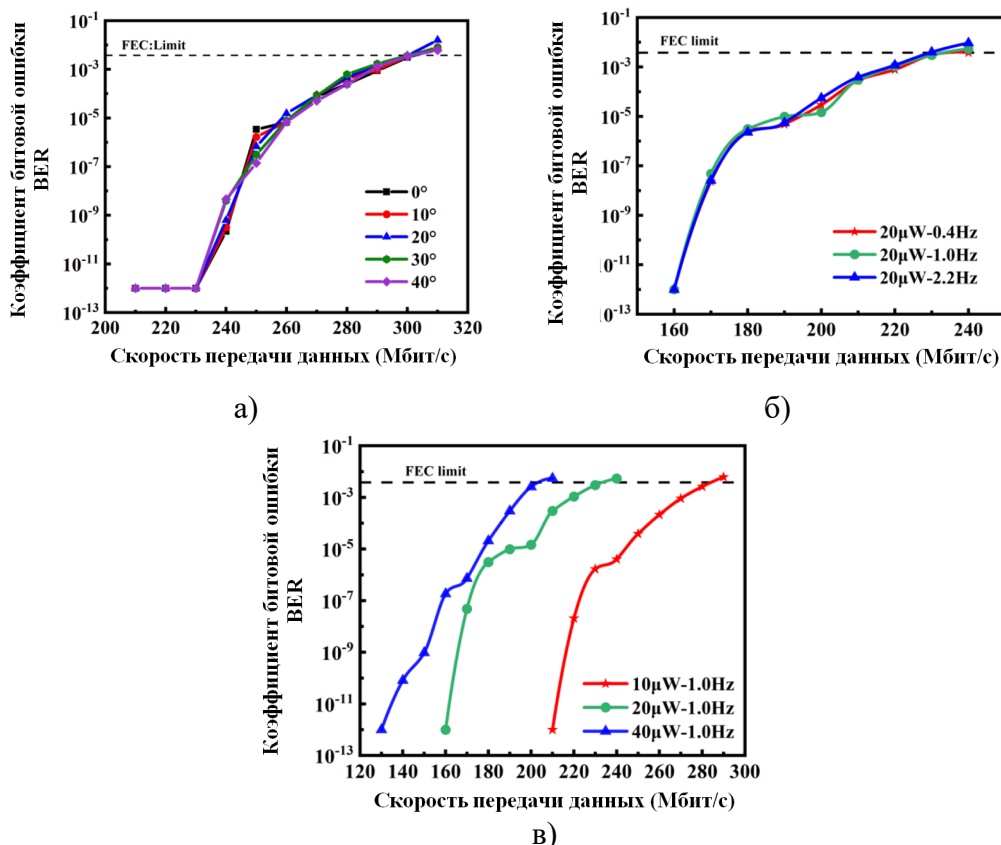 Коэффициент битовой ошибки
BER
10⁻¹
10⁻³
10⁻⁵
10⁻⁷
10⁻⁹
10⁻¹¹
10⁻¹³
FEC:Limit
0°
10°
20°
30°
40°
200 220 240 260 280 300 320
Скорость передачи данных (Мбит/с)
а)
Коэффициент битовой ошибки
BER
10⁻¹
10⁻³
10⁻⁵
10⁻⁷
10⁻⁹
10⁻¹¹
10⁻¹³
FEC limit
20μW-0.4Hz
20μW-1.0Hz
20μW-2.2Hz
160 180 200 220 240
Скорость передачи данных (Мбит/с)
б)
Коэффициент битовой ошибки
BER
10⁻¹
10⁻³
10⁻⁵
10⁻⁷
10⁻⁹
10⁻¹¹
10⁻¹³
FEC limit
10μW-1.0Hz
20μW-1.0Hz
40μW-1.0Hz
120 140 160 180 200 220 240 260 280 300
Скорость передачи данных (Мбит/с)
в)